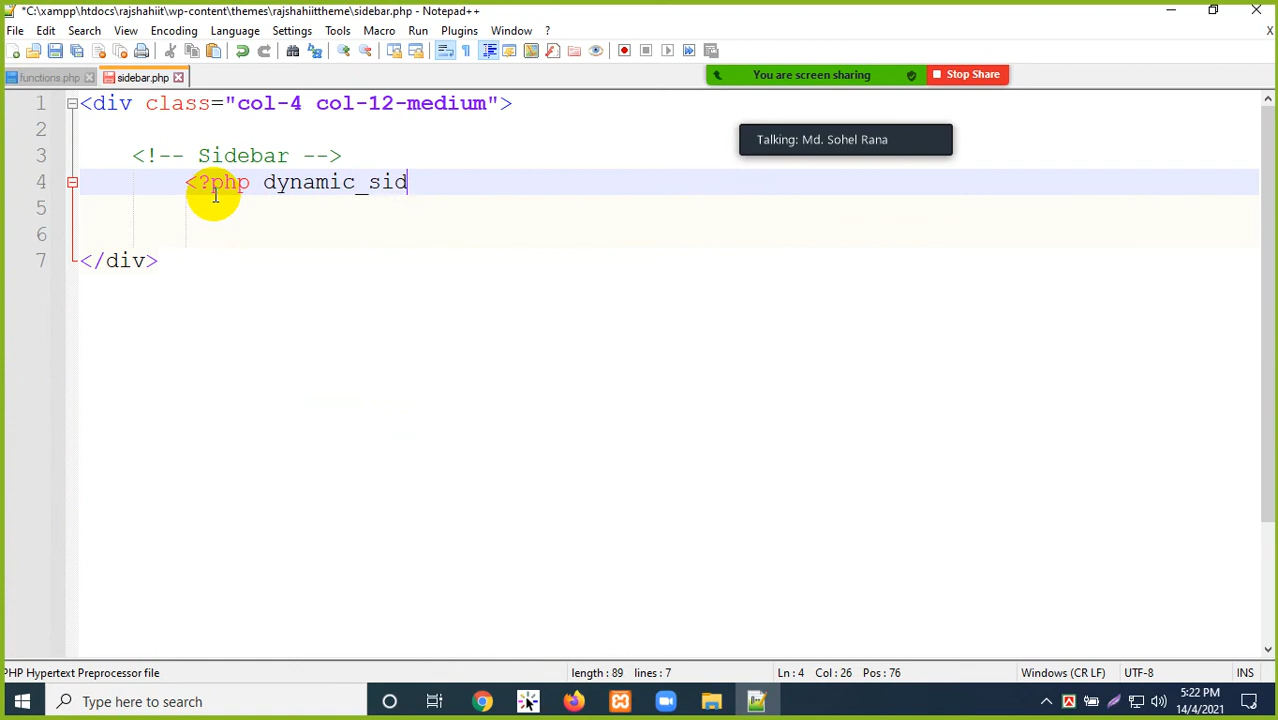 *C:\xampp\htdocs\rajshahiit\wp-content\themes\rajshahiittheme\sidebar.php - Notepad++
File Edit Search View Encoding Language Settings Tools Macro Run Plugins Window ? X
functions.php sidebar.php
You are screen sharing Stop Share
Talking: Md. Sohel Rana
1 <div class="col-4 col-12-medium">
2
3 <!-- Sidebar -->
4 <?php dynamic_sid
5
6
7 </div>
PHP Hypertext Preprocessor file length : 89 lines : 7 Ln : 4 Col : 26 Pos : 76 Windows (CR LF) UTF-8 INS
Type here to search
5:22 PM
14/4/2021